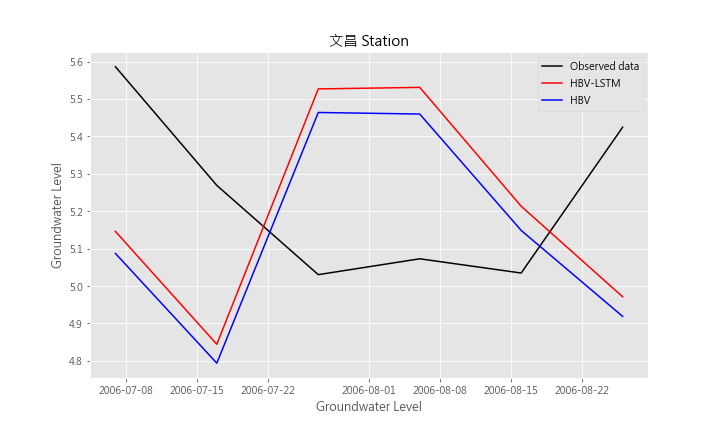 文昌 Station
Observed data
HBV-LSTM
HBV
5.6
5.5
5.4
5.3
5.2
5.1
5.0
4.9
4.8
Groundwater Level
2006-07-08 2006-07-15 2006-07-22 2006-08-01 2006-08-08 2006-08-15 2006-08-22
Groundwater Level